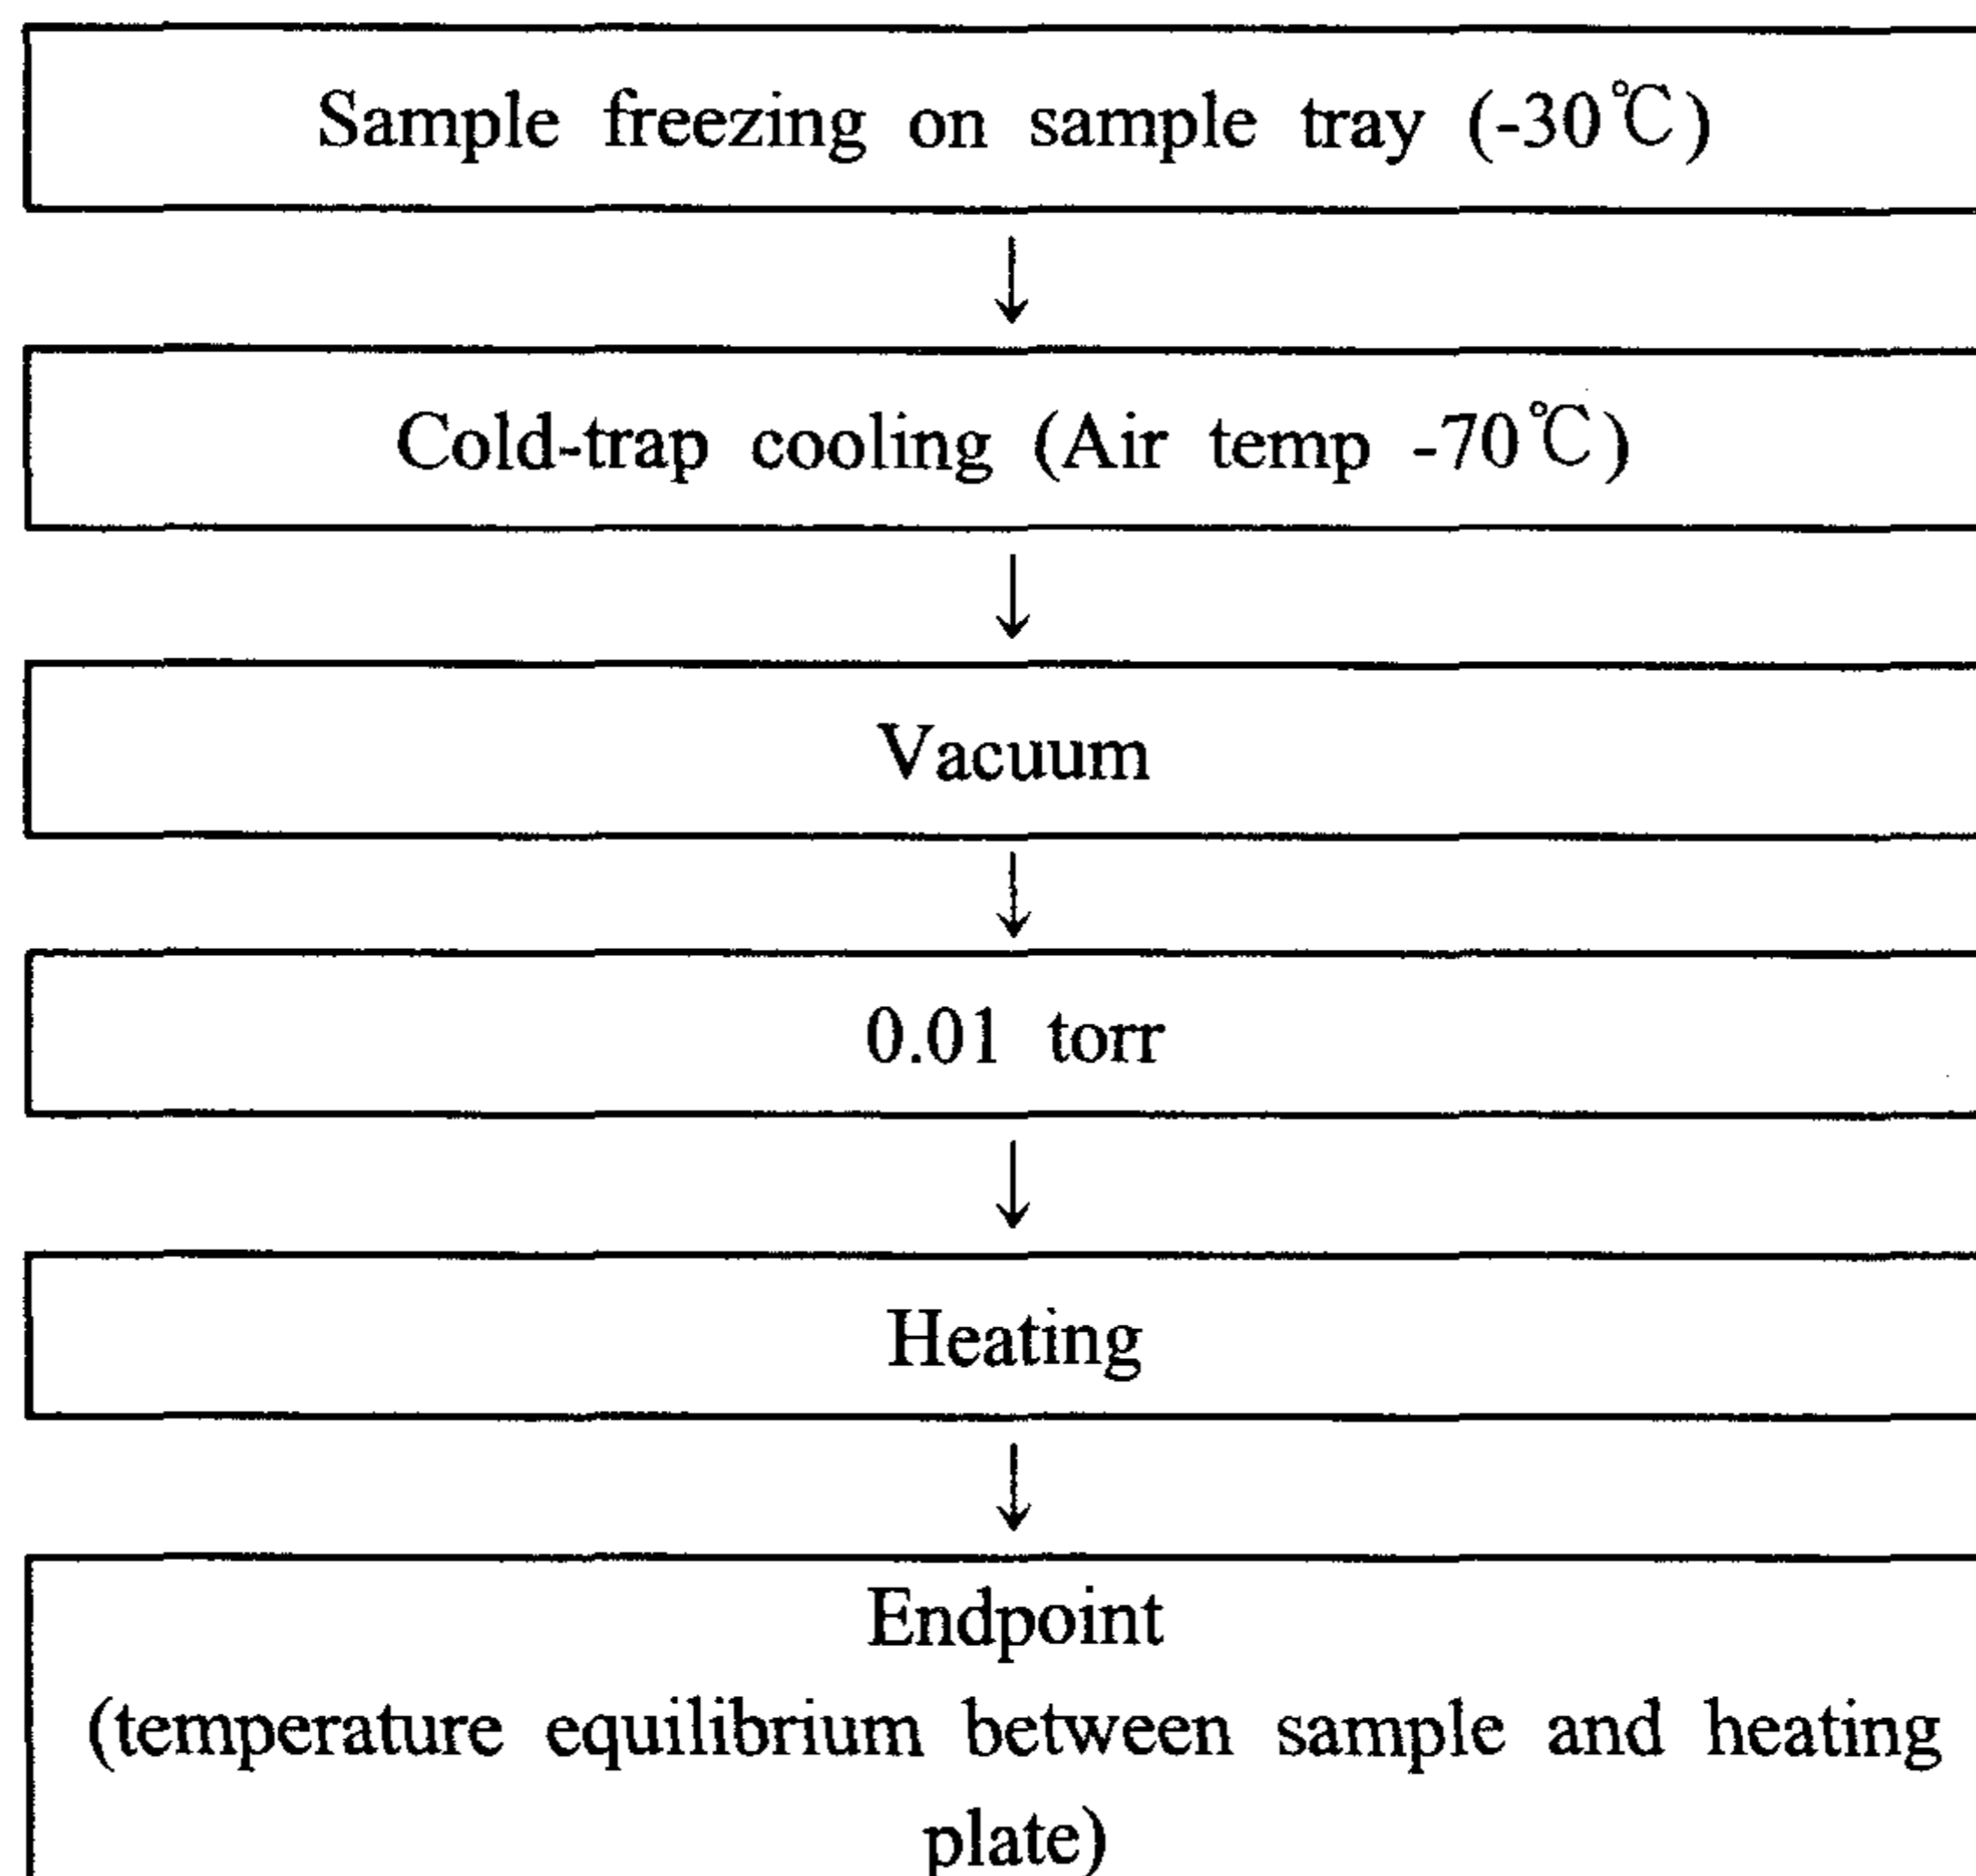 Sample freezing on sample tray (-30℃)
Cold-trap cooling (Air temp -70℃)
Vacuum
0.01 torr
Heating
Endpoint
(temperature equilibrium between sample and heating
plate)